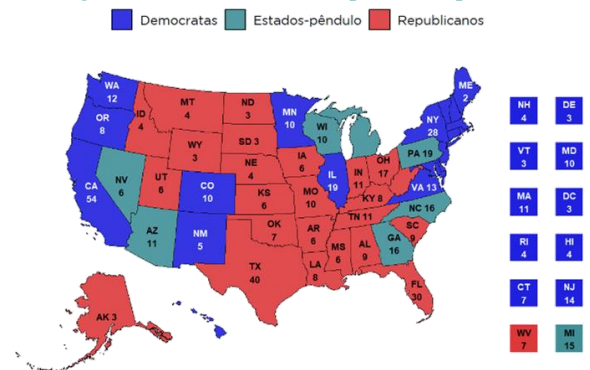 Democratas Estados-pêndulo Republicanos
WA
12
OR
8
CA
54
NV
6
ID
4
MT
4
WY
3
UT
6
AZ
11
CO
10
NM
5
ND
3
SD 3
NE
4
KS
6
OK
7
TX
40
MN
10
IA
6
MO
10
AR
6
LA
8
WI
10
IL
19
IN
11
OH
17
KY 8
TN 11
MS
6
AL
9
GA
16
FL
30
SC
9
NC 16
VA 13
PA 19
NY
28
ME
2
AK 3
NH
4
DE
3
VT
3
MD
10
MA
11
DC
3
RI
4
HI
4
CT
7
NJ
14
WV
7
MI
15